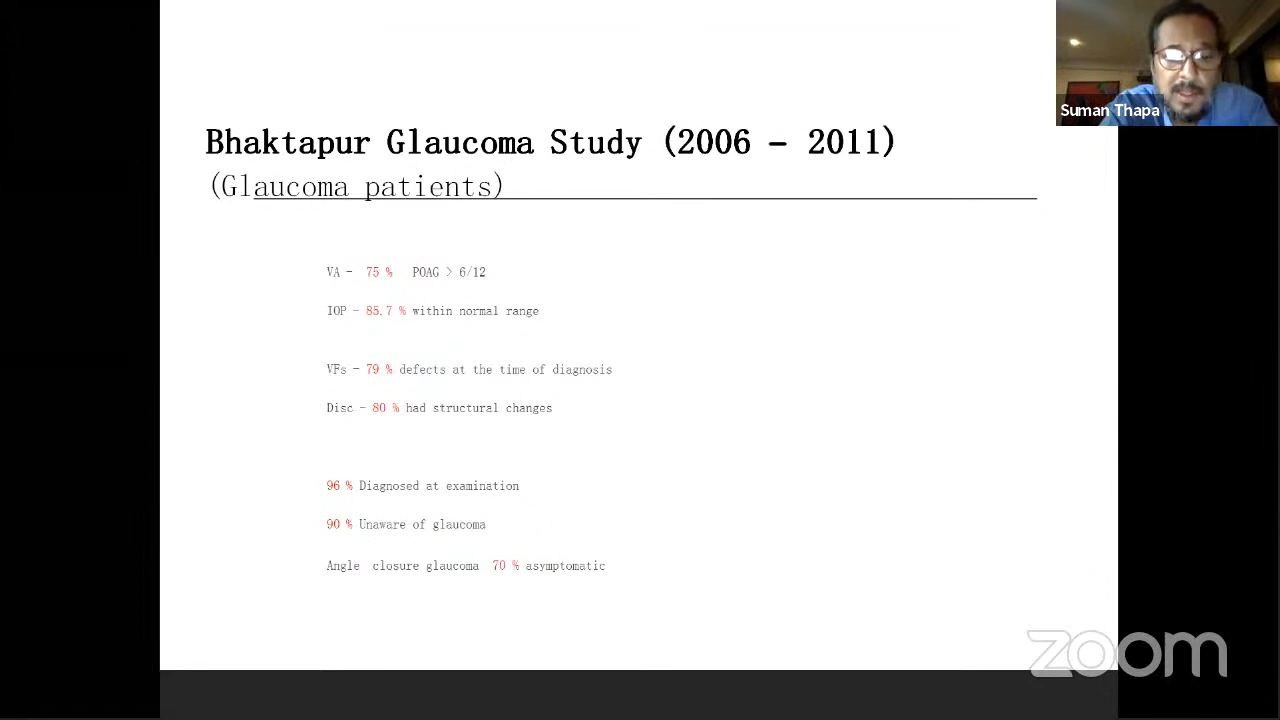 Suman Thapa
Bhaktapur Glaucoma Study (2006 – 2011)
(Glaucoma patients)
VA - 75 % POAG > 6/12
IOP - 85.7 % within normal range
VFs - 79 % defects at the time of diagnosis
Disc - 80 % had structural changes
96 % Diagnosed at examination
90 % Unaware of glaucoma
Angle closure glaucoma 70 % asymptomatic
zoom